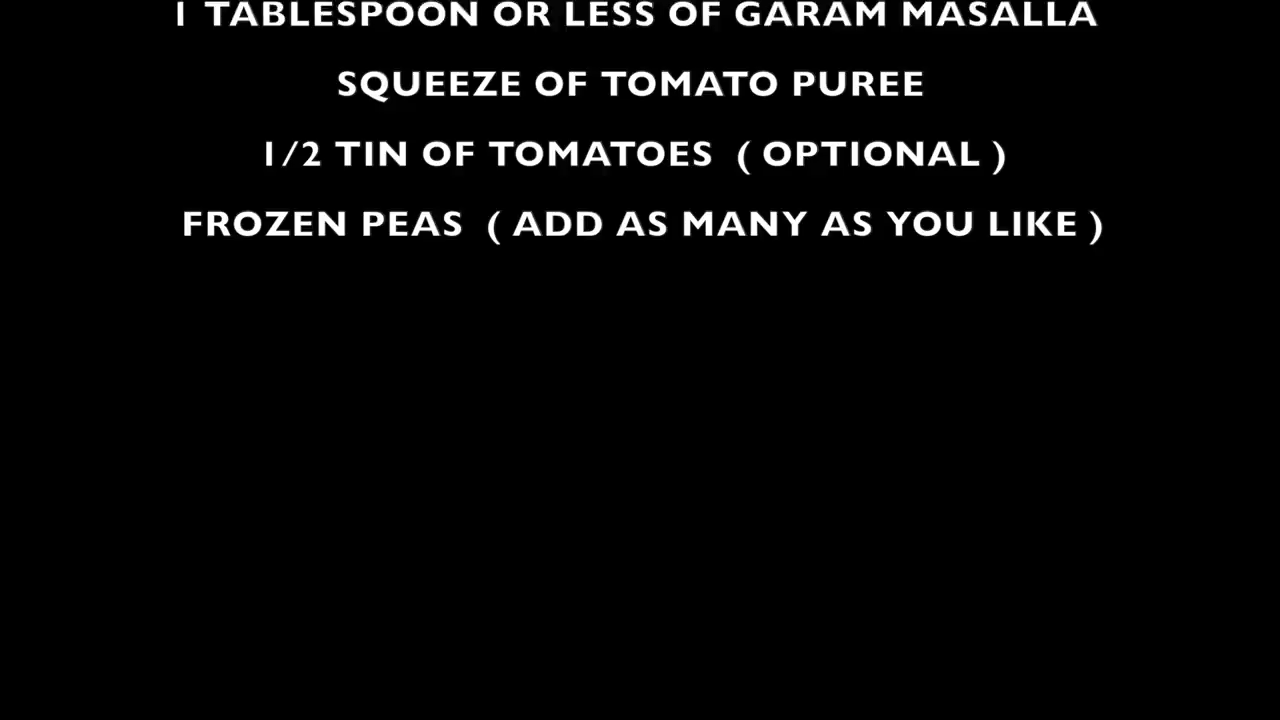 1 TABLESPOON OR LESS OF GARAM MASALLA
SQUEEZE OF TOMATO PUREE
1/2 TIN OF TOMATOES ( OPTIONAL )
FROZEN PEAS ( ADD AS MANY AS YOU LIKE )